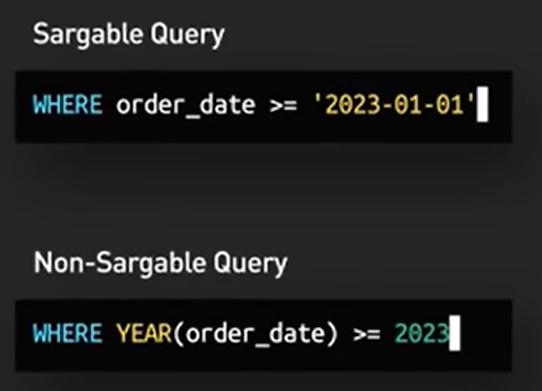 Sargable Query
WHERE order_date >= '2023-01-01'
Non-Sargable Query
WHERE YEAR(order_date) >= 2023